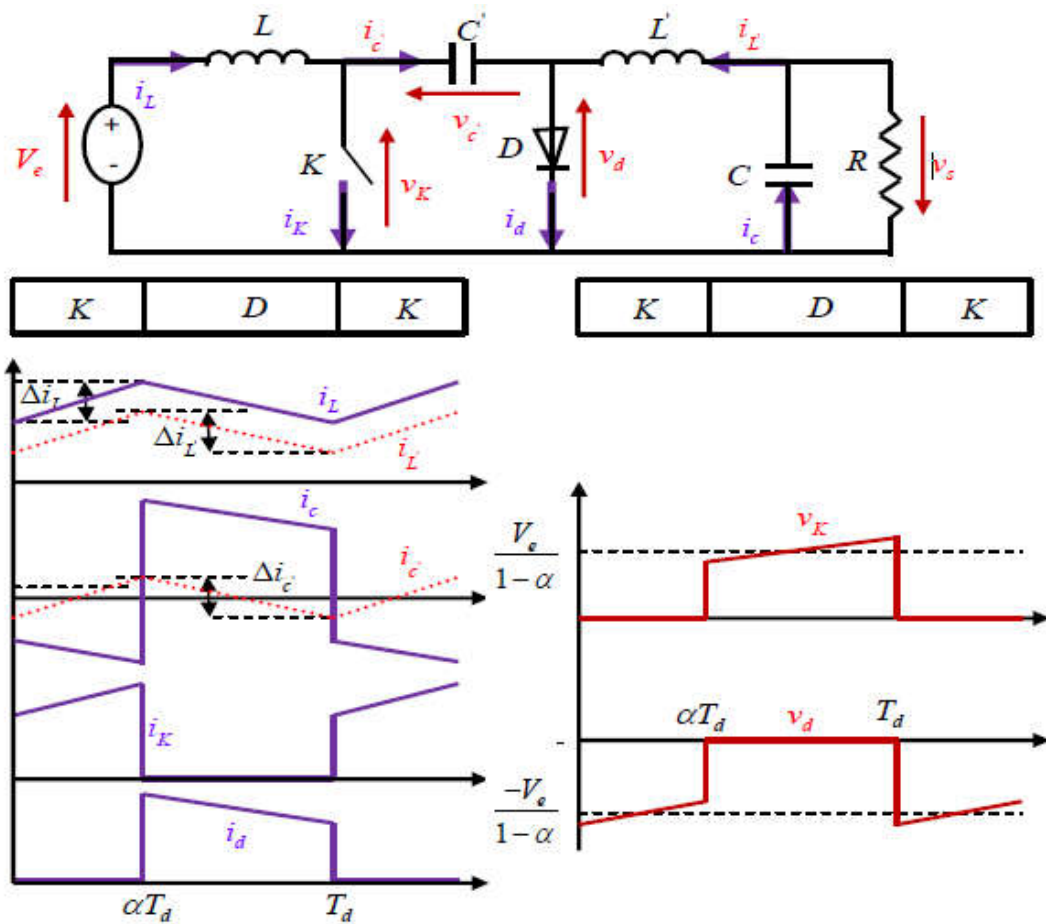 L
i_c'
C'
L'
i_L'
i_L
+
-
V_e
K
v_K
i_K
v_c'
D
v_d
i_d
C
i_c
R
v_s
K D K
K D K
Δi_L
i_L
Δi_L'
i_L'
i_c
Δi_c'
i_c'
i_K
i_d
αT_d T_d
V_e
1-α
v_K
αT_d v_d T_d
-
-V_e
1-α